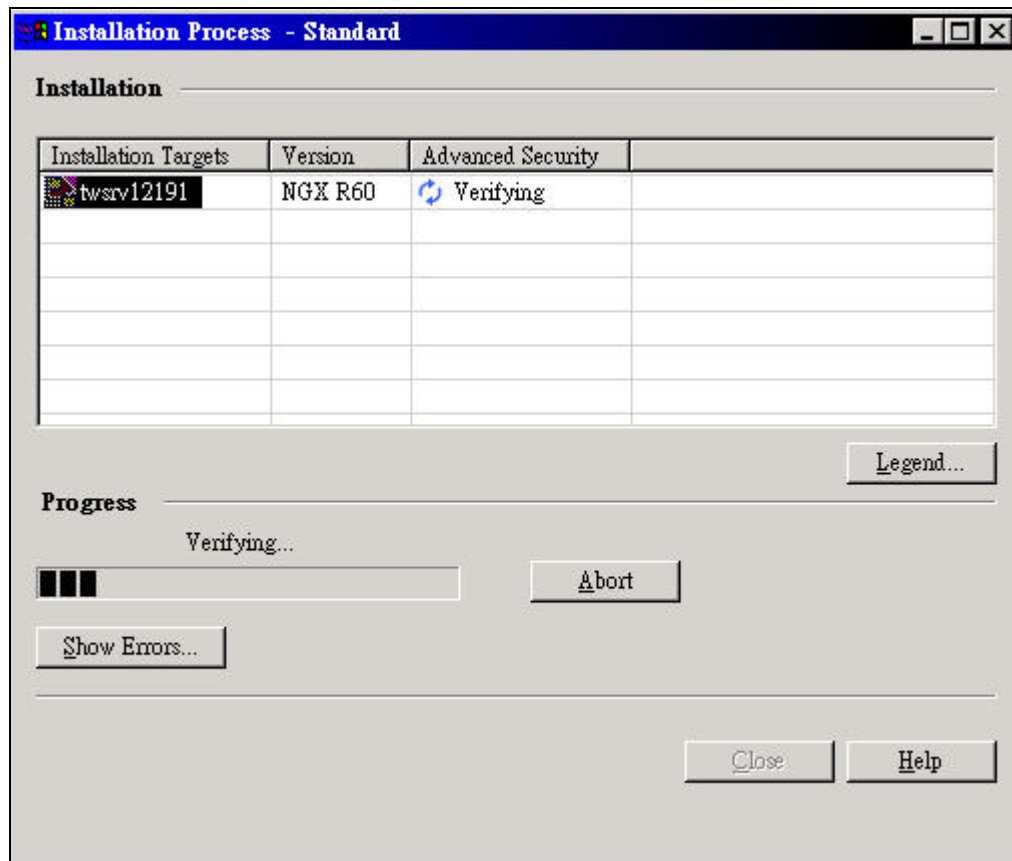 Installation Process - Standard
Installation
Installation Targets Version Advanced Security
twsrv12191 NGX R60 Verifying
Legend...
Progress
Verifying...
Abort
Show Errors...
Close Help